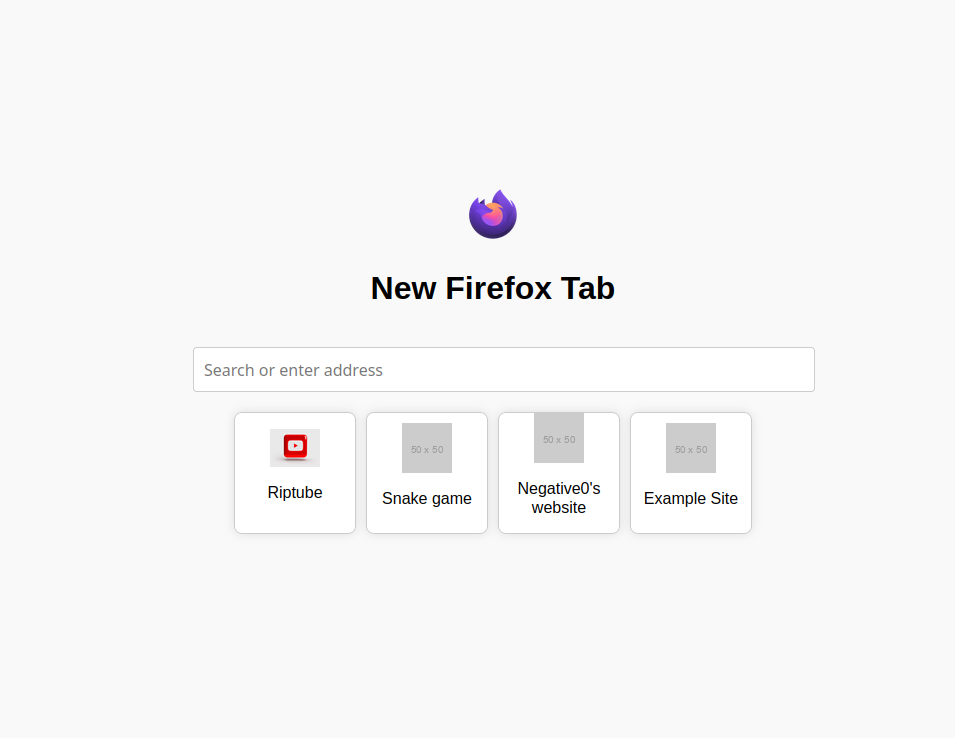 New Firefox Tab
Search or enter address
50 x 50
50 x 50
50 x 50
Riptube
Snake game
Negative0's
website
Example Site